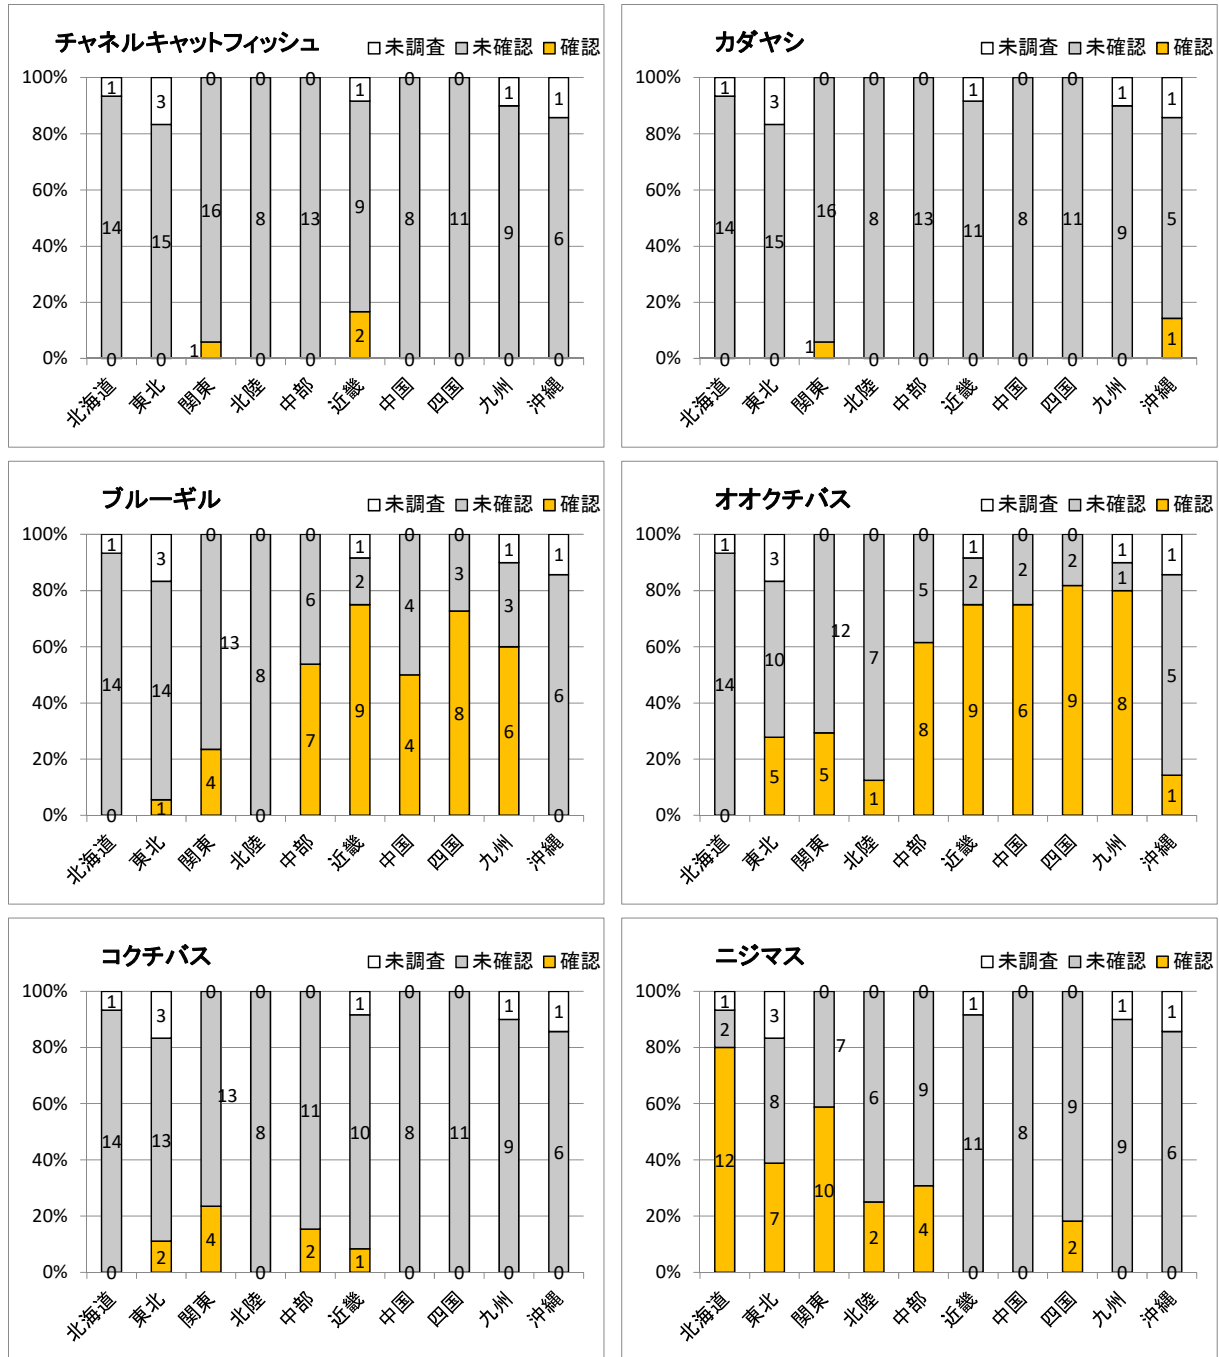 チャネルキャットフィッシュ
□未調査 ■未確認 ■確認
100%
80%
60%
40%
20%
0%
1 3 0 0 0 1 0 0 1 1
14 15 16 8 13 9 8 11 9 6
0 0 1 0 0 2 0 0 0 0
北海道 東北 関東 北陸 中部 近畿 中国 四国 九州 沖縄
カダヤシ
□未調査 ■未確認 ■確認
100%
80%
60%
40%
20%
0%
1 3 0 0 0 1 0 0 1 1
14 15 16 8 13 11 8 11 9 5
0 0 1 0 0 0 0 0 0 1
北海道 東北 関東 北陸 中部 近畿 中国 四国 九州 沖縄
ブルーギル
□未調査 ■未確認 ■確認
100%
80%
60%
40%
20%
0%
1 3 0 0 0 1 0 0 1 1
14 14 13 8 6 2 4 3 3 6
0 1 4 0 7 9 4 8 6 0
北海道 東北 関東 北陸 中部 近畿 中国 四国 九州 沖縄
オオクチバス
□未調査 ■未確認 ■確認
100%
80%
60%
40%
20%
0%
1 3 0 0 0 1 0 0 1 1
14 10 12 7 5 2 2 2 1 5
0 5 5 1 8 9 6 9 8 1
北海道 東北 関東 北陸 中部 近畿 中国 四国 九州 沖縄
コクチバス
□未調査 ■未確認 ■確認
100%
80%
60%
40%
20%
0%
1 3 0 0 0 1 0 0 1 1
14 13 13 8 11 10 8 11 9 6
0 2 4 0 2 1 0 0 0 0
北海道 東北 関東 北陸 中部 近畿 中国 四国 九州 沖縄
ニジマス
□未調査 ■未確認 ■確認
100%
80%
60%
40%
20%
0%
1 3 0 0 0 1 0 0 1 1
2 8 7 6 9 11 8 9 9 6
12 7 10 2 4 0 0 2 0 0
北海道 東北 関東 北陸 中部 近畿 中国 四国 九州 沖縄